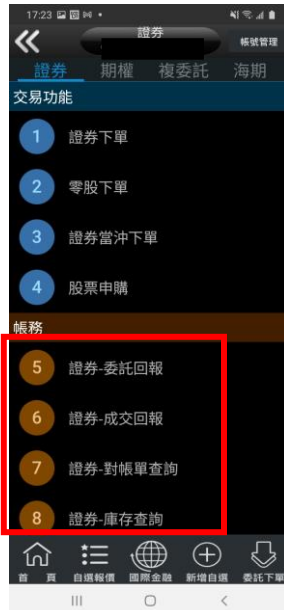 17:23
證券
帳號管理
證券 期權 複委託 海期
交易功能
1 證券下單
2 零股下單
3 證券當沖下單
4 股票申購
帳務
5 證券-委託回報
6 證券-成交回報
7 證券-對帳單查詢
8 證券-庫存查詢
首 頁 自選報價 國際金融 新增自選 委託下單